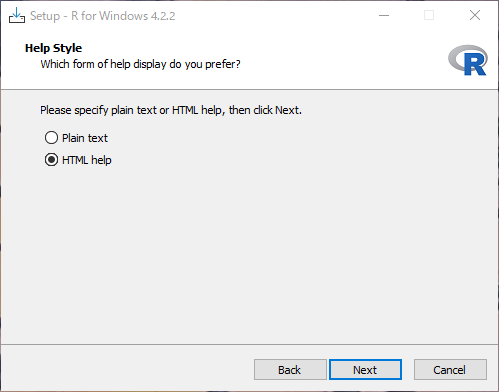 Setup - R for Windows 4.2.2
Help Style
Which form of help display do you prefer?
R
Please specify plain text or HTML help, then click Next.
Plain text
HTML help
Back
Next
Cancel